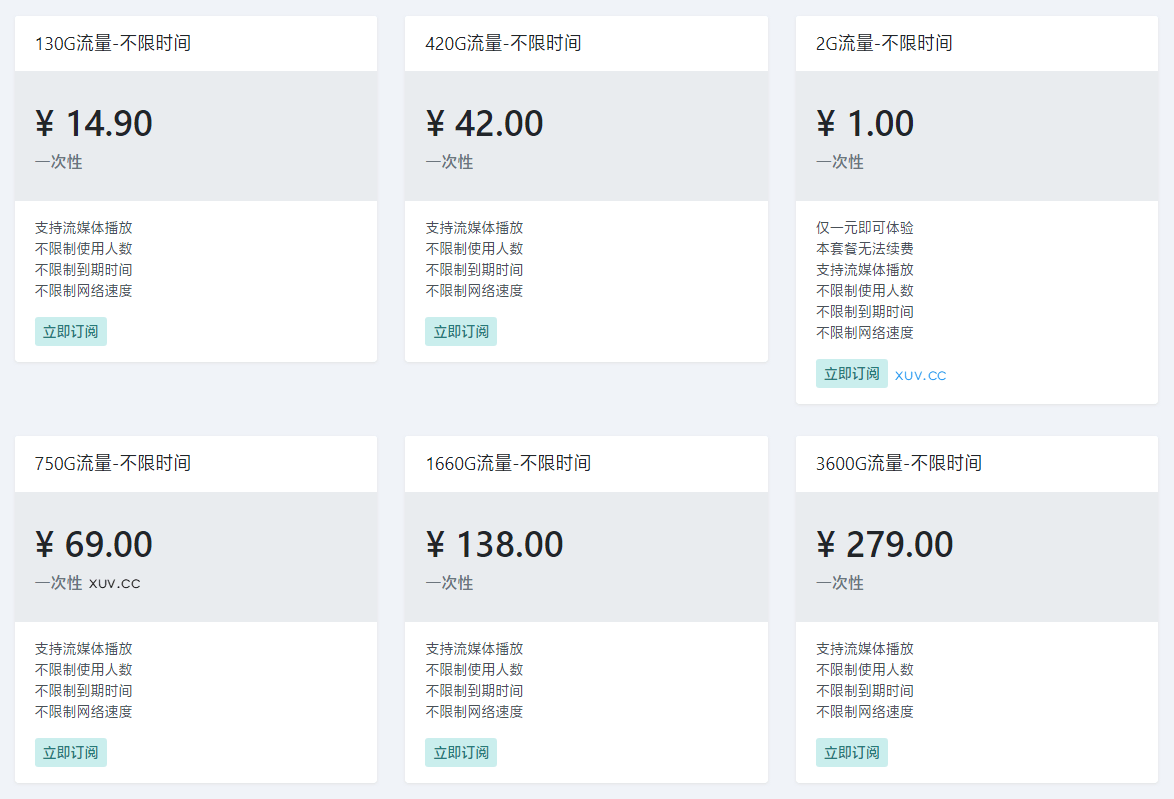 130G流量-不限时间
¥ 14.90
一次性
支持流媒体播放
不限制使用人数
不限制到期时间
不限制网络速度
立即订阅
420G流量-不限时间
¥ 42.00
一次性
支持流媒体播放
不限制使用人数
不限制到期时间
不限制网络速度
立即订阅
2G流量-不限时间
¥ 1.00
一次性
仅一元即可体验
本套餐无法续费
支持流媒体播放
不限制使用人数
不限制到期时间
不限制网络速度
立即订阅 XUV.CC
750G流量-不限时间
¥ 69.00
一次性 XUV.CC
支持流媒体播放
不限制使用人数
不限制到期时间
不限制网络速度
立即订阅
1660G流量-不限时间
¥ 138.00
一次性
支持流媒体播放
不限制使用人数
不限制到期时间
不限制网络速度
立即订阅
3600G流量-不限时间
¥ 279.00
一次性
支持流媒体播放
不限制使用人数
不限制到期时间
不限制网络速度
立即订阅